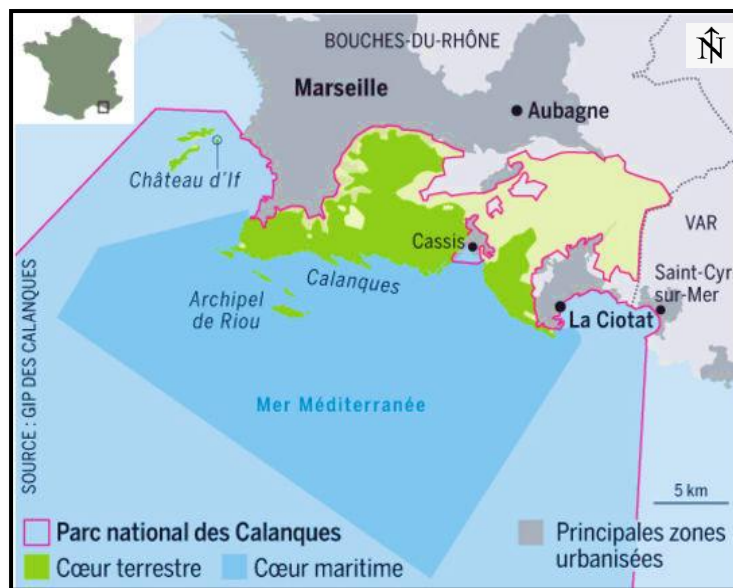 BOUCHES-DU-RHÔNE
N
Marseille
Aubagne
Château d'If
VAR
Cassis
Saint-Cyr
sur-Mer
Calanques
Archipel
de Riou
La Ciotat
Mer Méditerranée
SOURCE : GIP DES CALANQUES
5 km
Parc national des Calanques
Cœur terrestre
Cœur maritime
Principales zones
urbanisées